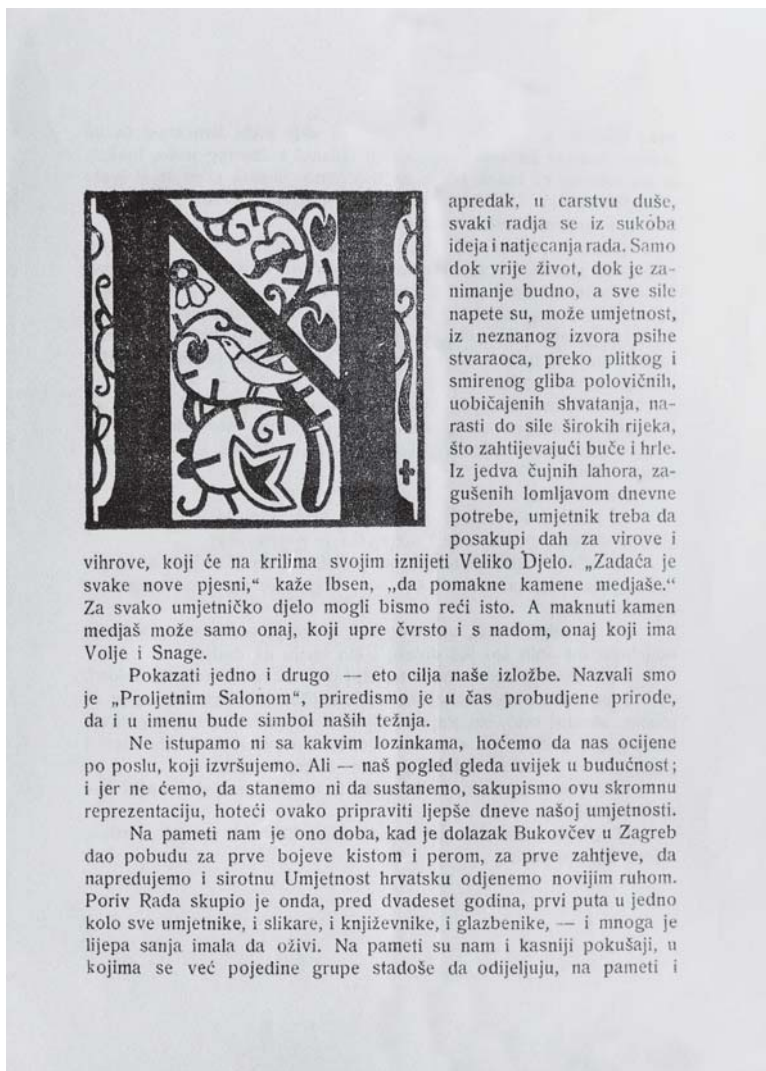 Napredak, u carstvu duše,
svaki radja se iz sukoba
ideja i natjecanja rada. Samo
dok vrije život, dok je za-
nimanje budno, a sve sile
napete su, može umjetnost,
iz neznanog izvora psihe
stvaraoca, preko plitkog i
smirenog gliba polovičnih,
uobičajenih shvatanja, na-
rasti do sile širokih rijeka,
što zahtijevajući buče i hrle.
Iz jedva čujnih lahora, za-
gušenih lomljavom dnevne
potrebe, umjetnik treba da
posakupi dah za virove i
vihrove, koji će na krilima svojim iznijeti Veliko Djelo. „Zadaća je
svake nove pjesni,“ kaže Ibsen, „da pomakne kamene medjaše.“
Za svako umjetničko djelo mogli bismo reći isto. A maknuti kamen
medjaš može samo onaj, koji upre čvrsto i s nadom, onaj koji ima
Volje i Snage.
Pokazati jedno i drugo — eto cilja naše izložbe. Nazvali smo
je „Proljetnim Salonom“, priredismo je u čas probudjene prirode,
da i u imenu bude simbol naših težnja.
Ne istupamo ni sa kakvim lozinkama, hoćemo da nas ocijene
po poslu, koji izvršujemo. Ali — naš pogled gleda uvijek u budućnost;
i jer ne ćemo, da stanemo ni da sustanemo, sakupismo ovu skromnu
reprezentaciju, hoteći ovako pripraviti ljepše dneve našoj umjetnosti.
Na pameti nam je ono doba, kad je dolazak Bukovčev u Zagreb
dao pobudu za prve bojeve kistom i perom, za prve zahtjeve, da
napredujemo i sirotnu Umjetnost hrvatsku odjenemo novijim ruhom.
Poriv Rada skupio je onda, pred dvadeset godina, prvi puta u jedno
kolo sve umjetnike, i slikare, i književnike, i glazbenike, — i mnoga je
lijepa sanja imala da oživi. Na pameti su nam i kasniji pokušaji, u
kojima se već pojedine grupe stadoše da odijeljuju, na pameti i